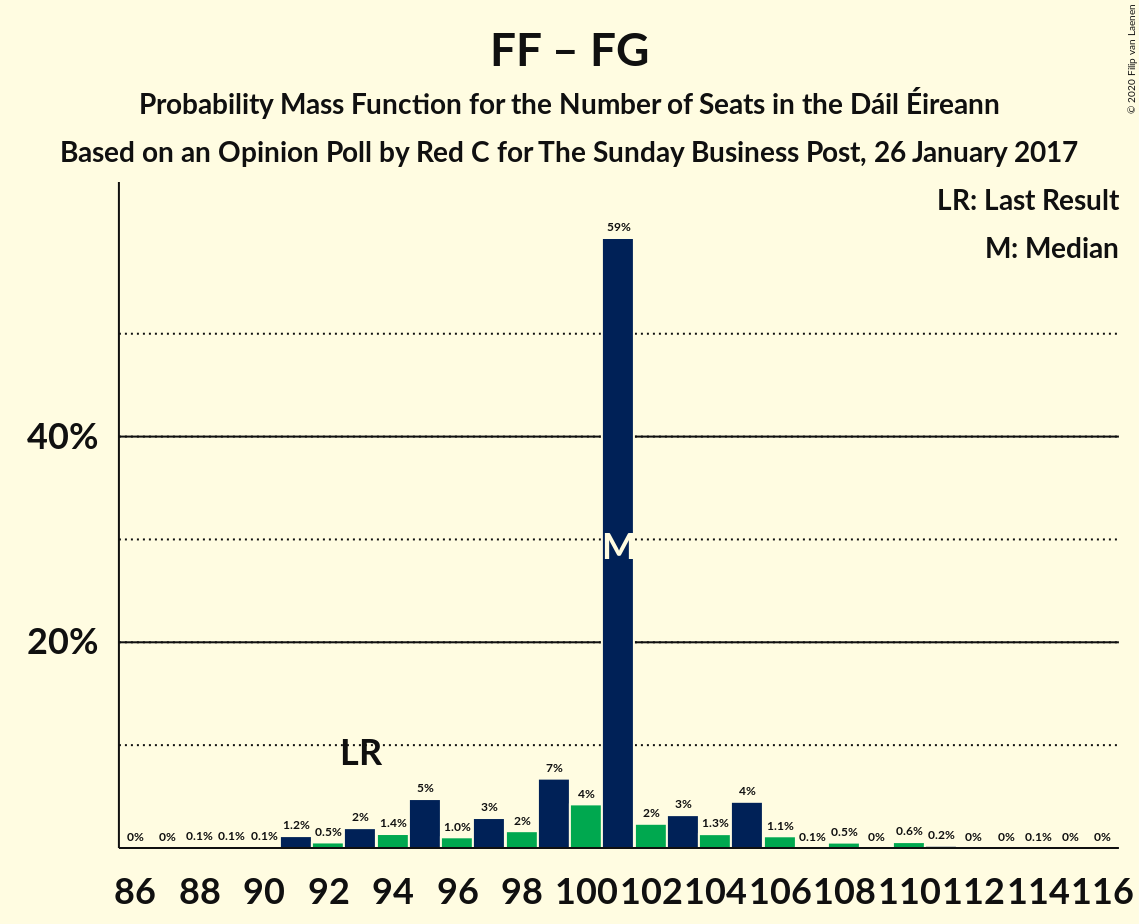 FF – FG
Probability Mass Function for the Number of Seats in the Dáil Éireann
Based on an Opinion Poll by Red C for The Sunday Business Post, 26 January 2017
© 2020 Filip van Laenen
LR: Last Result
M: Median
40%
20%
LR
M
0% 0% 0.1% 0.1% 0.1% 1.2% 0.5% 2% 1.4% 5% 1.0% 3% 2% 7% 4% 59% 2% 3% 1.3% 4% 1.1% 0.1% 0.5% 0% 0.6% 0.2% 0% 0% 0.1% 0% 0%
86 88 90 92 94 96 98 100 102 104 106 108 110 112 114 116